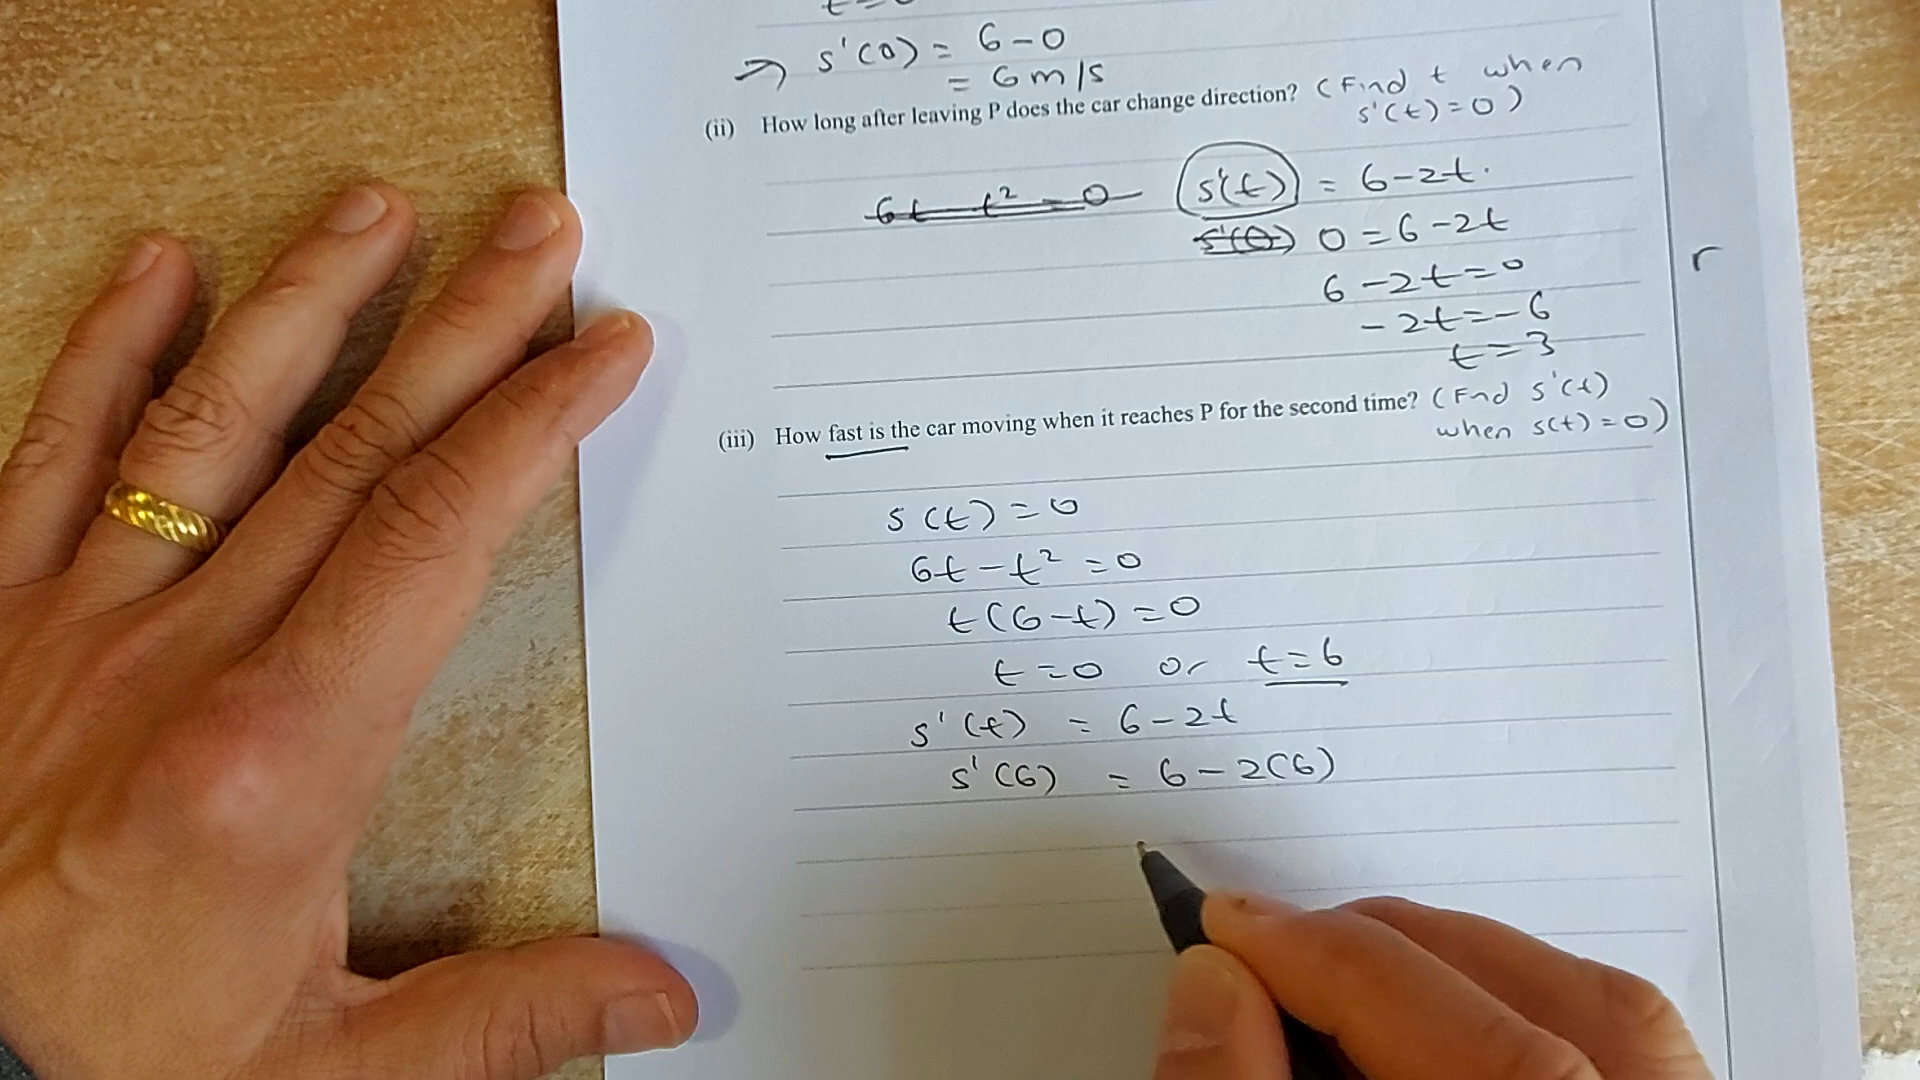 ⇒ s'(0) = 6-0
= 6 m/s
(ii) How long after leaving P does the car change direction? (Find t when
s'(t)=0)
6t - t² = 0 s'(t) = 6-2t.
s'(0) 0 = 6-2t
6-2t=0
-2t=-6
t=3
r
(iii) How fast is the car moving when it reaches P for the second time? (Find s'(t)
when s(t)=0)
s(t)=0
6t-t²=0
t(6-t)=0
t=0 or t=6
s'(t) = 6-2t
s'(6) = 6-2(6)